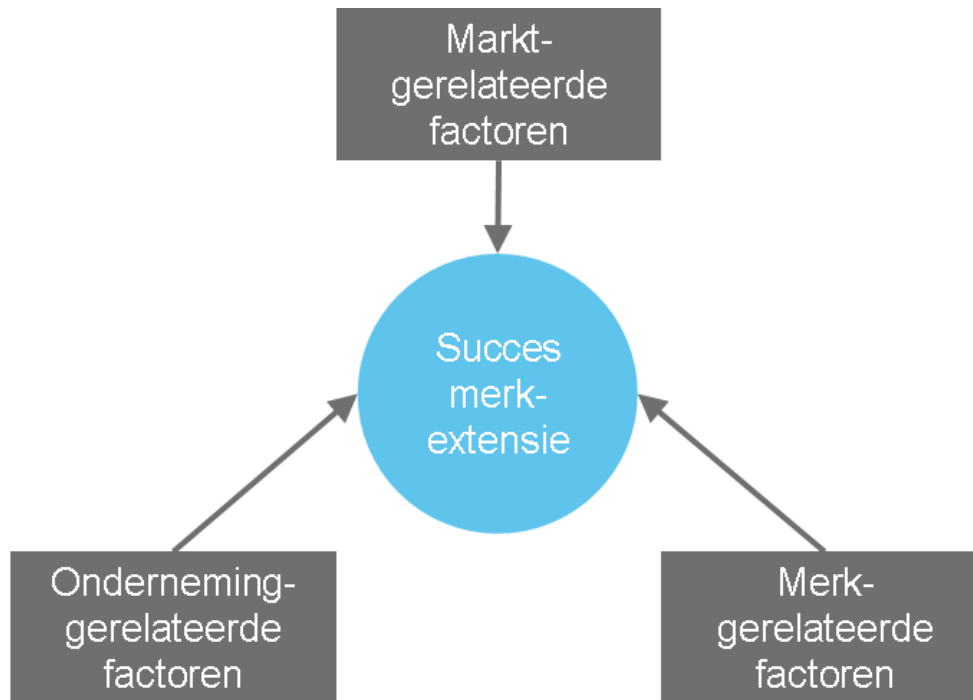 Markt-
gerelateerde
factoren
Succes
merk-
extensie
Onderneming-
gerelateerde
factoren
Merk-
gerelateerde
factoren